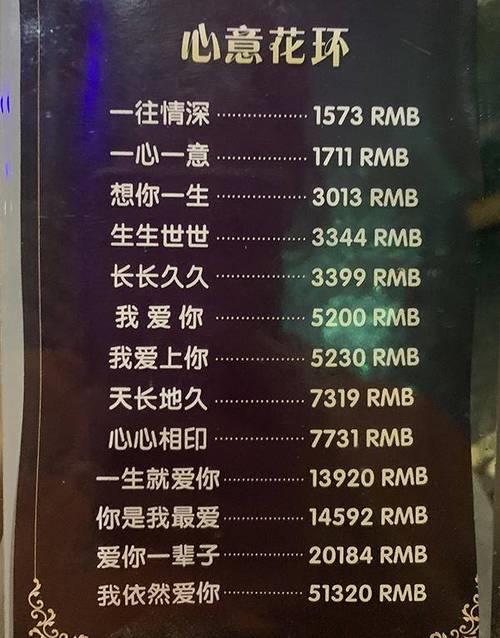 心意花环
一往情深 ················ 1573 RMB
一心一意 ················ 1711 RMB
想你一生 ················ 3013 RMB
生生世世 ················ 3344 RMB
长长久久 ················ 3399 RMB
我爱你 ················ 5200 RMB
我爱上你 ················ 5230 RMB
天长地久 ················ 7319 RMB
心心相印 ················ 7731 RMB
一生就爱你 ·············· 13920 RMB
你是我最爱 ·············· 14592 RMB
爱你一辈子 ·············· 20184 RMB
我依然爱你 ·············· 51320 RMB